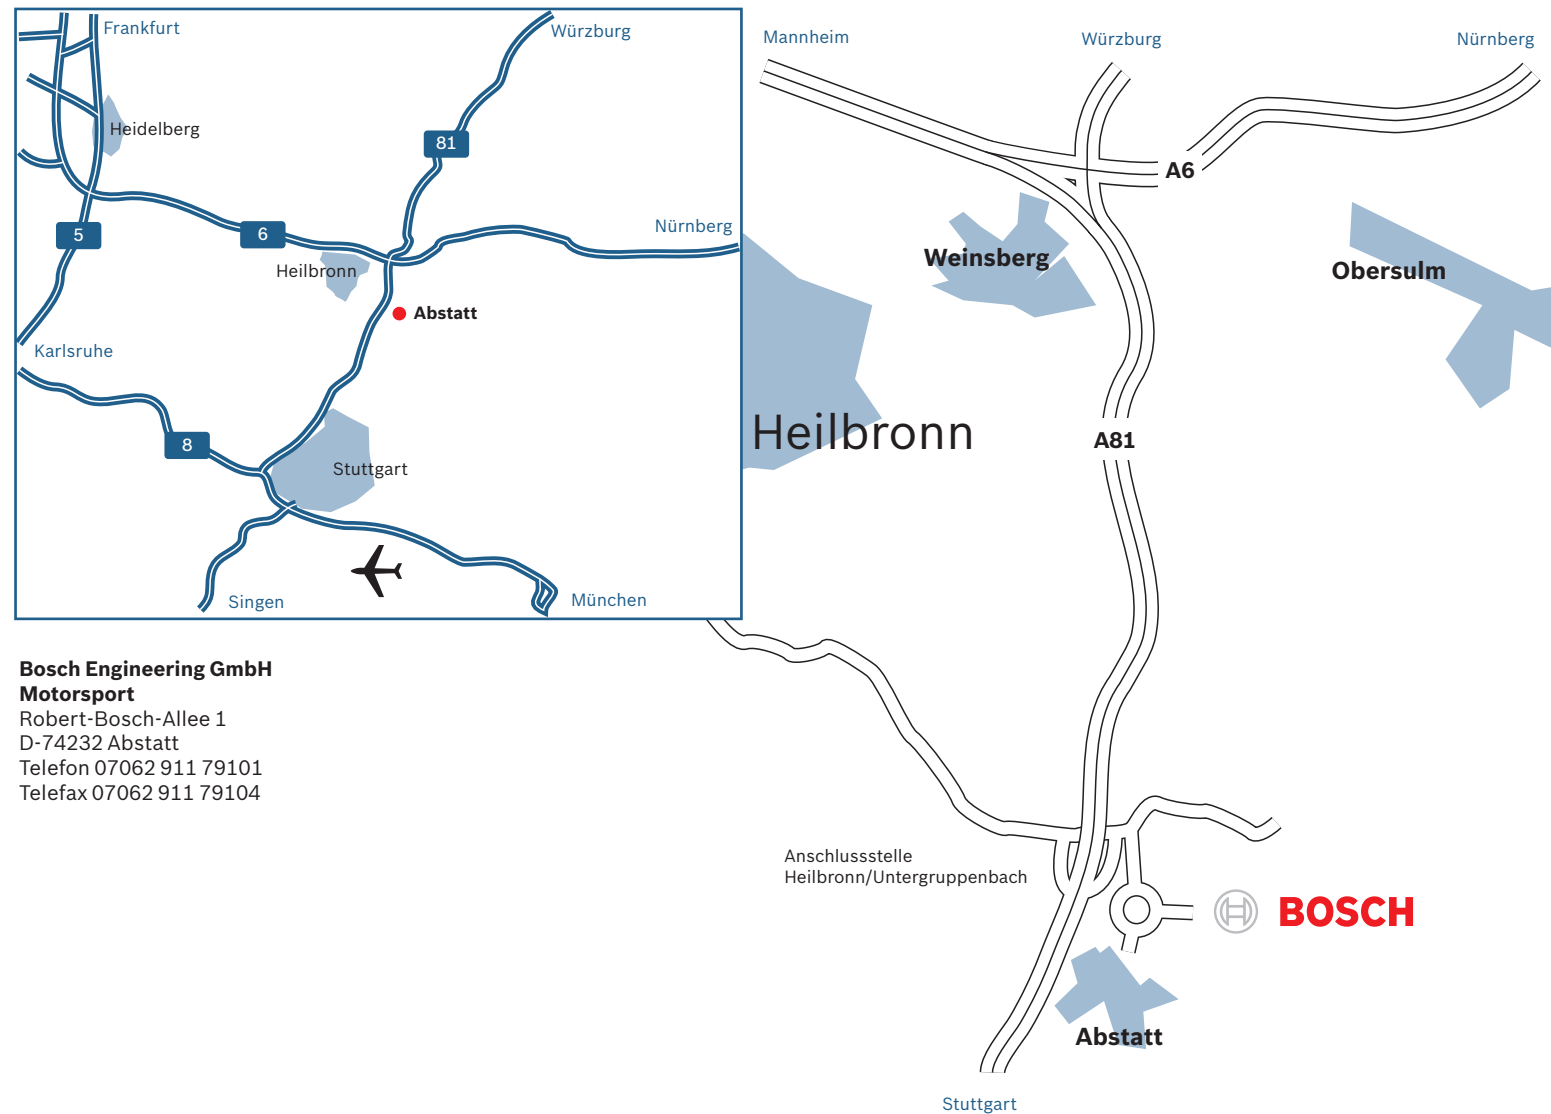 Frankfurt
Würzburg
Heidelberg
81
5
6
Nürnberg
Heilbronn
Abstatt
Karlsruhe
8
Stuttgart
Singen
München
Mannheim
Würzburg
Nürnberg
A6
Weinsberg
Obersulm
Heilbronn
A81
Bosch Engineering GmbH
Motorsport
Robert-Bosch-Allee 1
D-74232 Abstatt
Telefon 07062 911 79101
Telefax 07062 911 79104
Anschlussstelle
Heilbronn/Untergruppenbach
BOSCH
Abstatt
Stuttgart